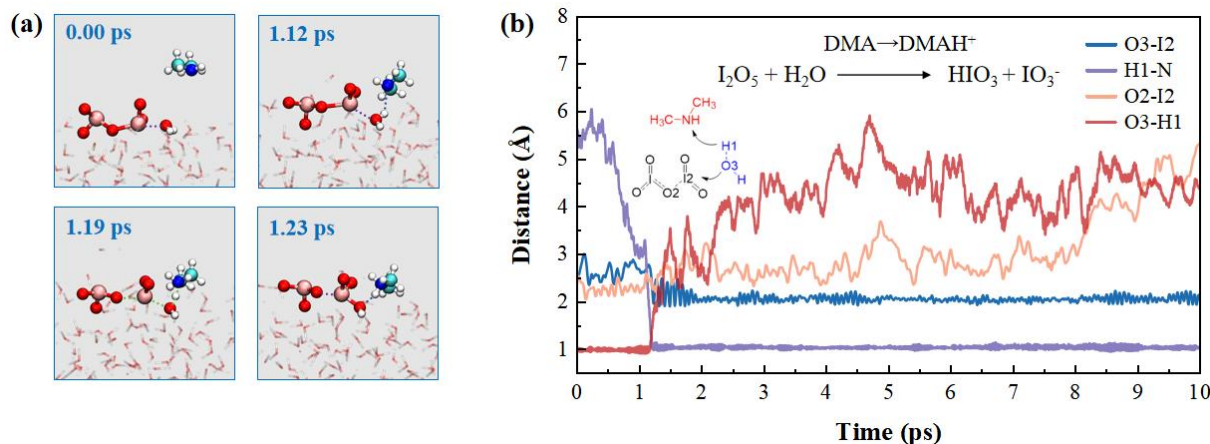 (a)
0.00 ps
1.12 ps
1.19 ps
1.23 ps
(b)
Distance (Å)
8
7
6
5
4
3
2
1
DMA→DMAH⁺
I₂O₅ + H₂O ⟶ HIO₃ + IO₃⁻
O3-I2
H1-N
O2-I2
O3-H1
CH₃
H₃C-NH
H1
O3
H
O O
I I2
O O2 O
0 1 2 3 4 5 6 7 8 9 10
Time (ps)